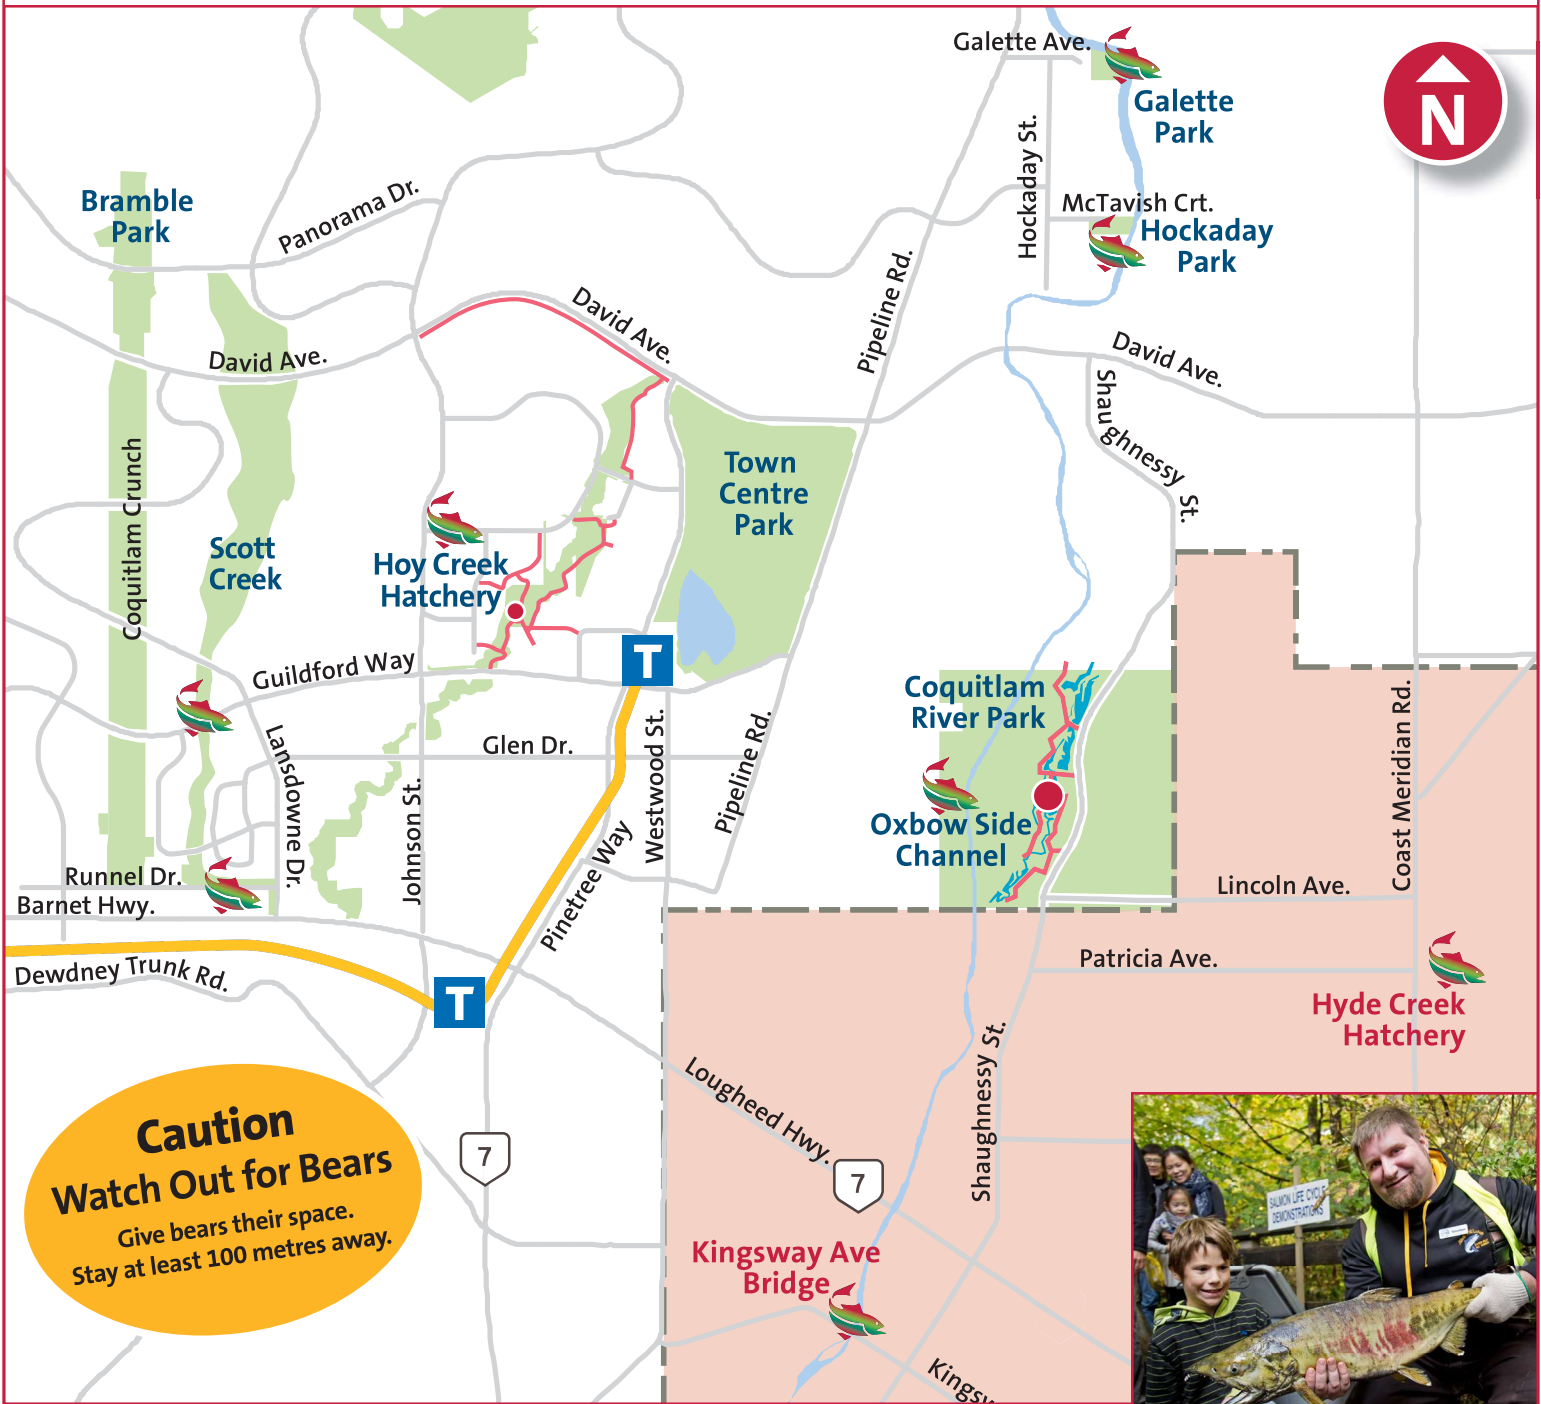 Galette Ave.
N
Galette
Park
Hockaday St.
McTavish Crt.
Hockaday
Park
Bramble
Park
Panorama Dr.
Pipeline Rd.
David Ave.
David Ave.
David Ave.
Shaughnessy St.
Coquitlam Crunch
Town
Centre
Park
Scott
Creek
Hoy Creek
Hatchery
Guildford Way
T
Coquitlam
River Park
Lansdowne Dr.
Glen Dr.
Westwood St.
Pipeline Rd.
Coast Meridian Rd.
Johnson St.
Oxbow Side
Channel
Pinetree Way
Runnel Dr.
Barnet Hwy.
Lincoln Ave.
Dewdney Trunk Rd.
Patricia Ave.
T
Hyde Creek
Hatchery
Shaughnessy St.
Lougheed Hwy.
7
7
Caution
Watch Out for Bears
Give bears their space.
Stay at least 100 metres away.
Kingsway Ave
Bridge
Kingsw
SALMON LIFE CYCLE
DEMONSTRATIONS